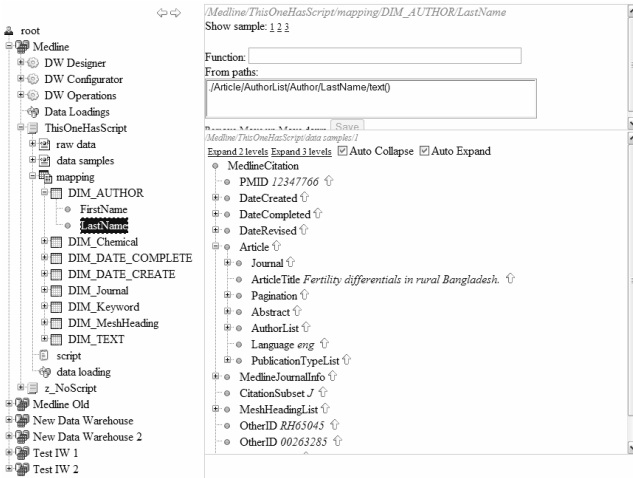 root
Medline
DW Designer
DW Configurator
DW Operations
Data Loadings
ThisOneHasScript
raw data
data samples
mapping
DIM_AUTHOR
FirstName
LastName
DIM_Chemical
DIM_DATE_COMPLETE
DIM_DATE_CREATE
DIM_Journal
DIM_Keyword
DIM_MeshHeading
DIM_TEXT
script
data loading
z_NoScript
Medline Old
New Data Warehouse
New Data Warehouse 2
Test IW 1
Test IW 2
/Medline/ThisOneHasScript/mapping/DIM_AUTHOR/LastName
Show sample: 1 2 3
Function:
From paths:
./Article/AuthorList/Author/LastName/text()
Remove Move up Move down Save
/Medline/ThisOneHasScript/data samples/1
Expand 2 levels Expand 3 levels Auto Collapse Auto Expand
MedlineCitation
PMID 12347766
DateCreated
DateCompleted
DateRevised
Article
Journal
ArticleTitle Fertility differentials in rural Bangladesh.
Pagination
Abstract
AuthorList
Language eng
PublicationTypeList
MedlineJournalInfo
CitationSubset J
MeshHeadingList
OtherID RH65045
OtherID 00263285